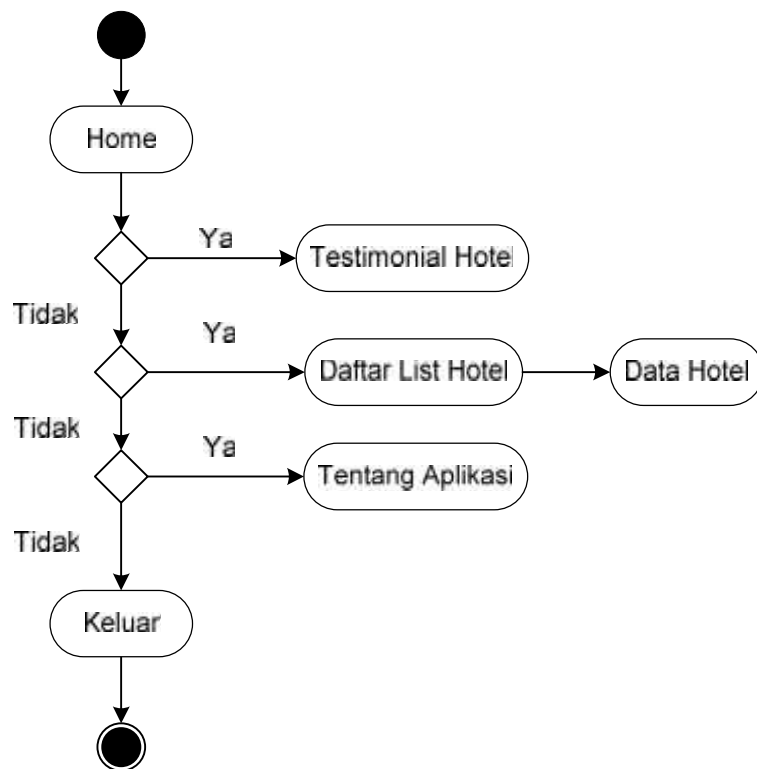 Home
Ya
Testimonial Hotel
Tidak
Ya
Daftar List Hotel
Data Hotel
Tidak
Ya
Tentang Aplikasi
Tidak
Keluar